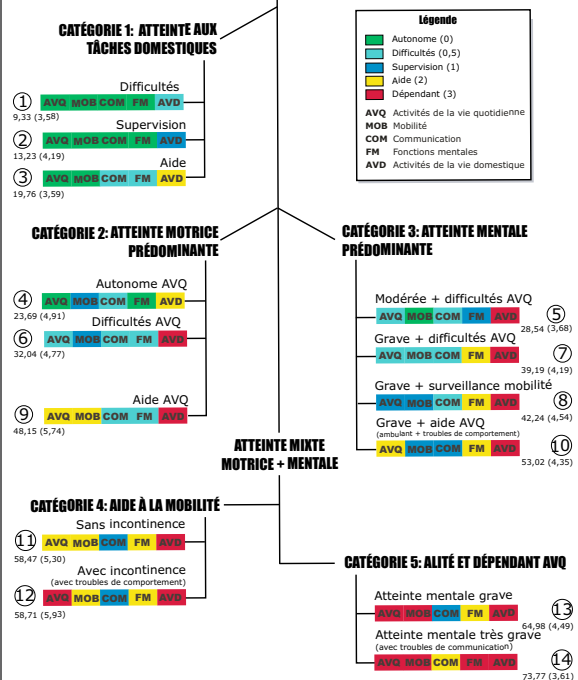 CATÉGORIE 1: ATTEINTE AUX
TÂCHES DOMESTIQUES
Difficultés
1 AVQ MOB COM FM AVD
9,33 (3,58)
Supervision
2 AVQ MOB COM FM AVD
13,23 (4,19)
Aide
3 AVQ MOB COM FM AVD
19,76 (3,59)
Légende
Autonome (0)
Difficultés (0,5)
Supervision (1)
Aide (2)
Dépendant (3)
AVQ Activités de la vie quotidienne
MOB Mobilité
COM Communication
FM Fonctions mentales
AVD Activités de la vie domestique
CATÉGORIE 2: ATTEINTE MOTRICE
PRÉDOMINANTE
Autonome AVQ
4 AVQ MOB COM FM AVD
23,69 (4,91)
Difficultés AVQ
6 AVQ MOB COM FM AVD
32,04 (4,77)
Aide AVQ
9 AVQ MOB COM FM AVD
48,15 (5,74)
CATÉGORIE 3: ATTEINTE MENTALE
PRÉDOMINANTE
Modérée + difficultés AVQ
AVQ MOB COM FM AVD 5
28,54 (3,68)
Grave + difficultés AVQ
AVQ MOB COM FM AVD 7
39,19 (4,19)
Grave + surveillance mobilité
AVQ MOB COM FM AVD 8
42,24 (4,54)
Grave + aide AVQ
(ambulant + troubles de comportement)
AVQ MOB COM FM AVD 10
53,02 (4,35)
ATTEINTE MIXTE
MOTRICE + MENTALE
CATÉGORIE 4: AIDE À LA MOBILITÉ
Sans incontinence
11 AVQ MOB COM FM AVD
58,47 (5,30)
Avec incontinence
(avec troubles de comportement)
12 AVQ MOB COM FM AVD
58,71 (5,93)
CATÉGORIE 5: ALITÉ ET DÉPENDANT AVQ
Atteinte mentale grave
AVQ MOB COM FM AVD 13
64,98 (4,49)
Atteinte mentale très grave
(avec troubles de communication)
AVQ MOB COM FM AVD 14
73,77 (3,61)